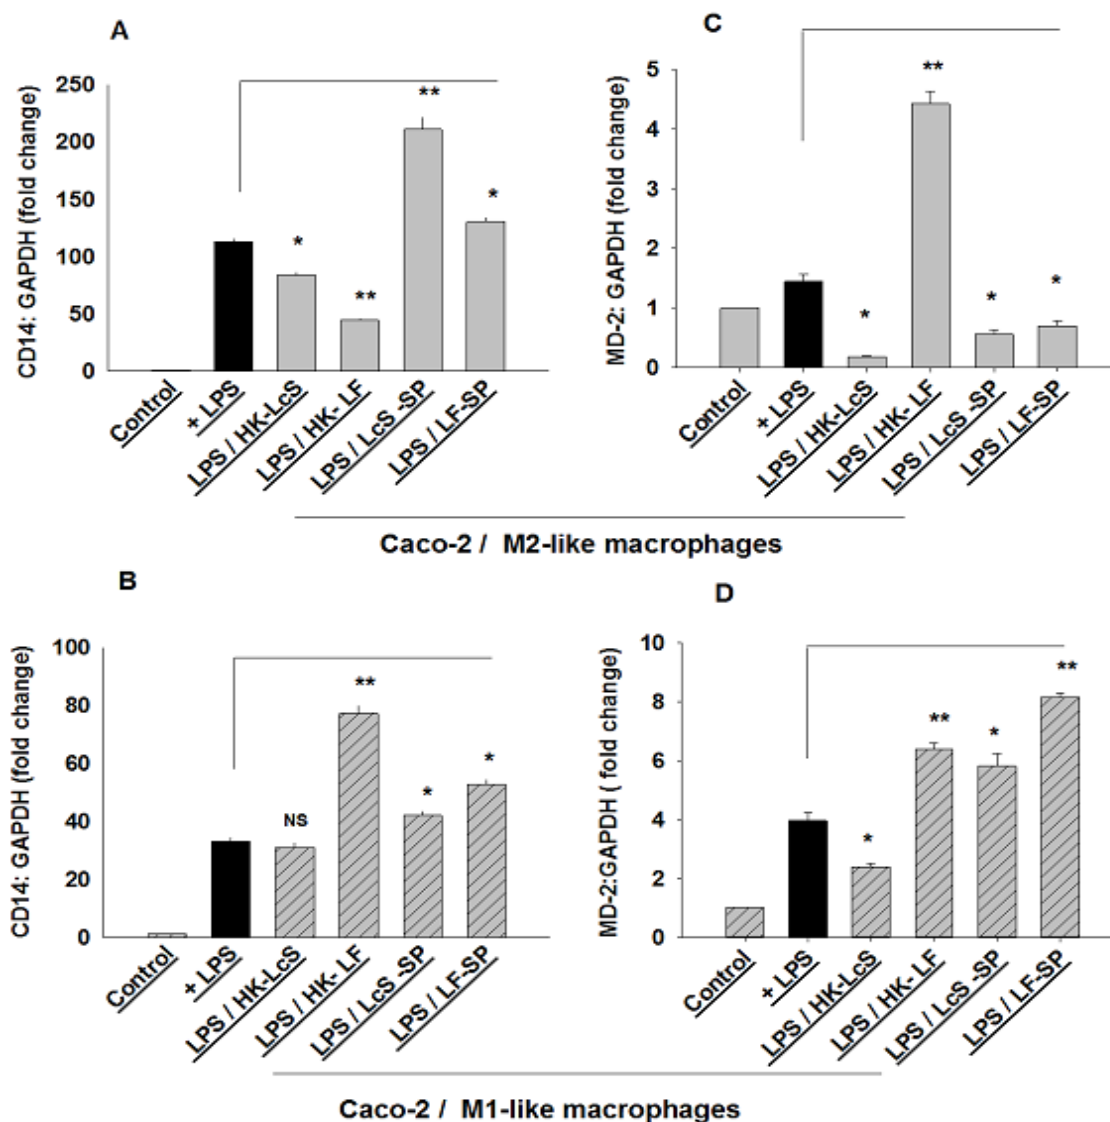 A
CD14: GAPDH (fold change)
250
200
150
100
50
0
*
**
**
*
Control
+ LPS
LPS / HK-LcS
LPS / HK- LF
LPS / LcS -SP
LPS / LF-SP
C
MD-2: GAPDH (fold change)
5
4
3
2
1
0
*
**
*
*
Control
+ LPS
LPS / HK-LcS
LPS / HK- LF
LPS / LcS -SP
LPS / LF-SP
Caco-2 / M2-like macrophages
B
CD14: GAPDH (fold change)
100
80
60
40
20
0
NS
**
*
*
Control
+ LPS
LPS / HK-LcS
LPS / HK- LF
LPS / LcS -SP
LPS / LF-SP
D
MD-2:GAPDH ( fold change)
10
8
6
4
2
0
*
**
*
**
Control
+ LPS
LPS / HK-LcS
LPS / HK- LF
LPS / LcS -SP
LPS / LF-SP
Caco-2 / M1-like macrophages